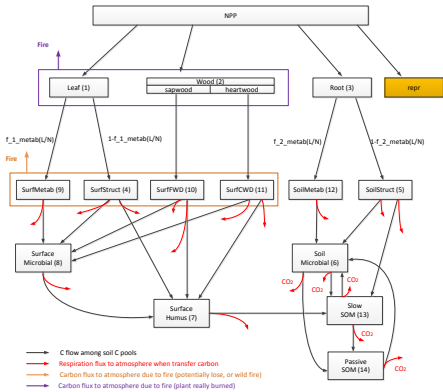 NPP
Fire
Leaf (1)
Wood (2)
sapwood heartwood
Root (3)
repr
f_1_metab(L/N)
1-f_1_metab(L/N)
f_2_metab(L/N)
1-f_2_metab(L/N)
Fire
SurfMetab (9)
SurfStruct (4)
SurfFWD (10)
SurfCWD (11)
SoilMetab (12)
SoilStruct (5)
Surface
Microbial (8)
Soil
Microbial (6)
CO₂
CO₂
CO₂
Surface
Humus (7)
Slow
SOM (13)
CO₂
CO₂
Passive
SOM (14)
CO₂
C flow among soil C pools
Respiration flux to atmosphere when transfer carbon
Carbon flux to atmosphere due to fire (potentially lose, or wild fire)
Carbon flux to atmosphere due to fire (plant really burned)